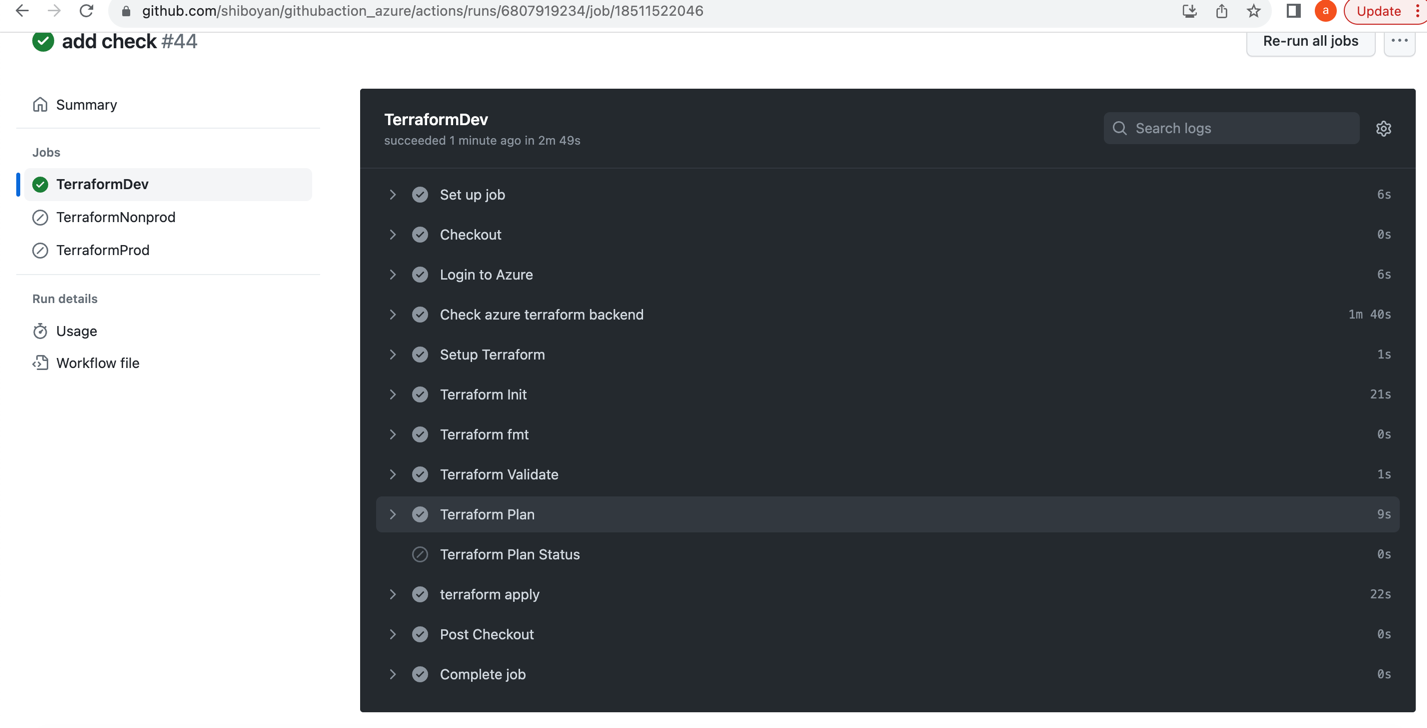 github.com/shiboyan/githubaction_azure/actions/runs/6807919234/job/18511522046
a
Update
add check #44
Re-run all jobs
Summary
Jobs
TerraformDev
TerraformNonprod
TerraformProd
Run details
Usage
Workflow file
TerraformDev
succeeded 1 minute ago in 2m 49s
Search logs
Set up job 6s
Checkout 0s
Login to Azure 6s
Check azure terraform backend 1m 40s
Setup Terraform 1s
Terraform Init 21s
Terraform fmt 0s
Terraform Validate 1s
Terraform Plan 9s
Terraform Plan Status 0s
terraform apply 22s
Post Checkout 0s
Complete job 0s